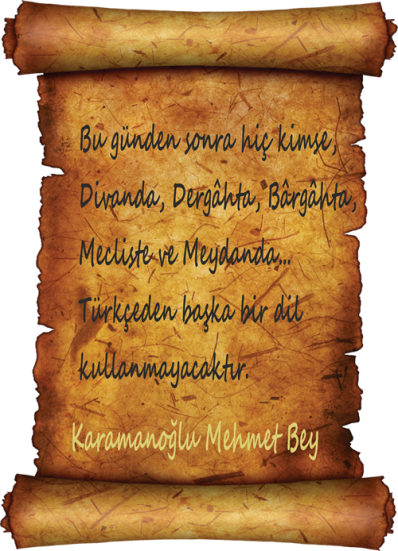 Bu günden sonra hiç kimse,
Divanda, Dergâhta, Bârgâhta,
Mecliste ve Meydanda...
Türkçeden başka bir dil
kullanmayacaktır.
Karamanoğlu Mehmet Bey